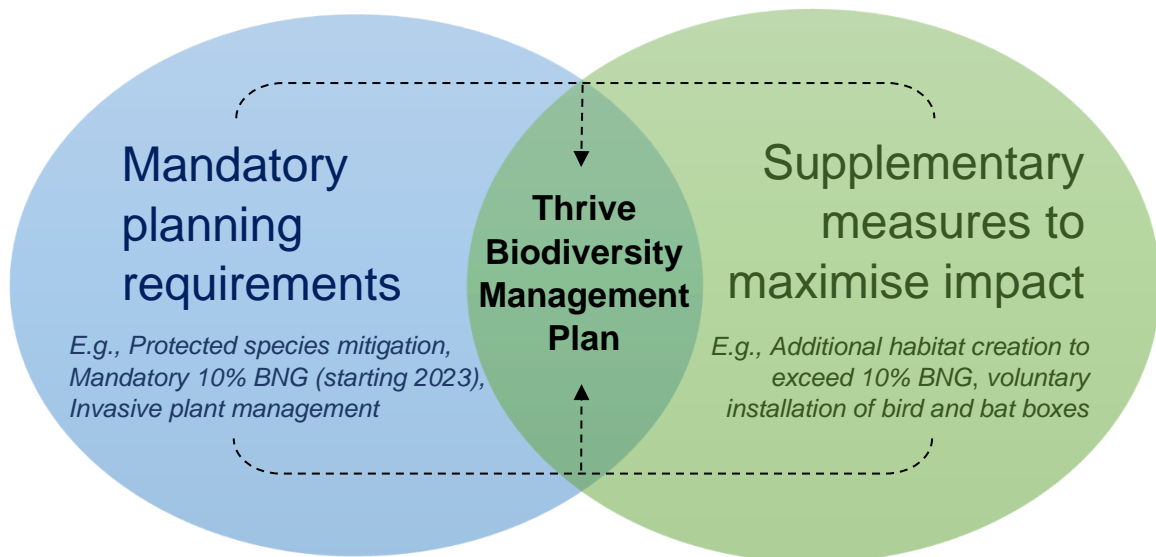 Mandatory
planning
requirements
E.g., Protected species mitigation,
Mandatory 10% BNG (starting 2023),
Invasive plant management
Thrive
Biodiversity
Management
Plan
Supplementary
measures to
maximise impact
E.g., Additional habitat creation to
exceed 10% BNG, voluntary
installation of bird and bat boxes